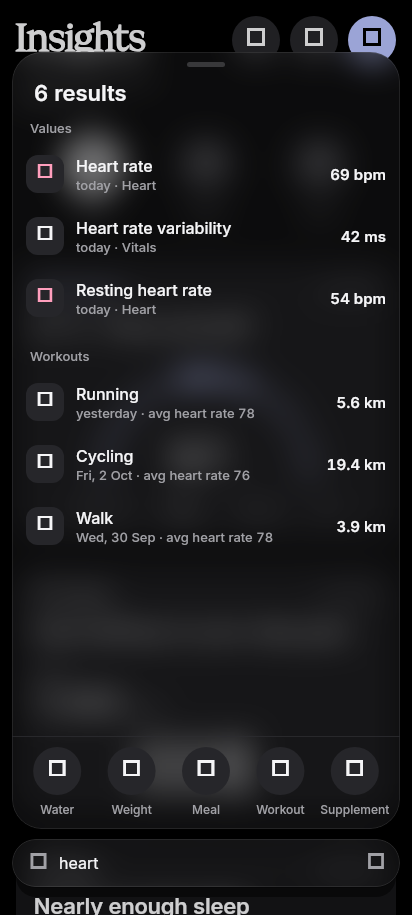 Insights
6 results
Values
Heart rate
today · Heart
69 bpm
Heart rate variability
today · Vitals
42 ms
Resting heart rate
today · Heart
54 bpm
Workouts
Running
yesterday · avg heart rate 78
5.6 km
Cycling
Fri, 2 Oct · avg heart rate 76
19.4 km
Walk
Wed, 30 Sep · avg heart rate 78
3.9 km
Water
Weight
Meal
Workout
Supplement
heart
Nearly enough sleep